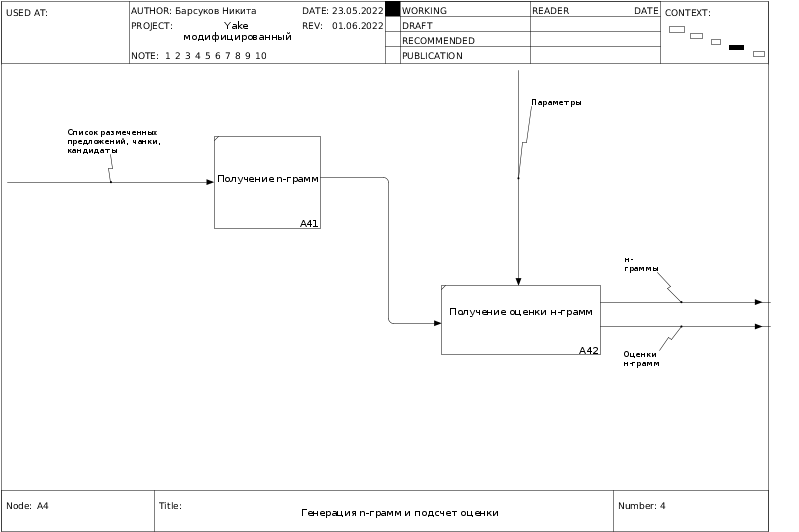 USED AT:
AUTHOR: Барсуков Никита
DATE: 23.05.2022
WORKING
READER
DATE
CONTEXT:
PROJECT:
Yake
модифицированный
REV: 01.06.2022
DRAFT
RECOMMENDED
NOTE: 1 2 3 4 5 6 7 8 9 10
PUBLICATION
Параметры
Список размеченных
предложений, чанки,
кандидаты
Получение n-грамм
A41
н-
граммы
Получение оценки н-грамм
A42
Оценки
н-грамм
Node: A4
Title:
Генерация n-грамм и подсчет оценки
Number: 4